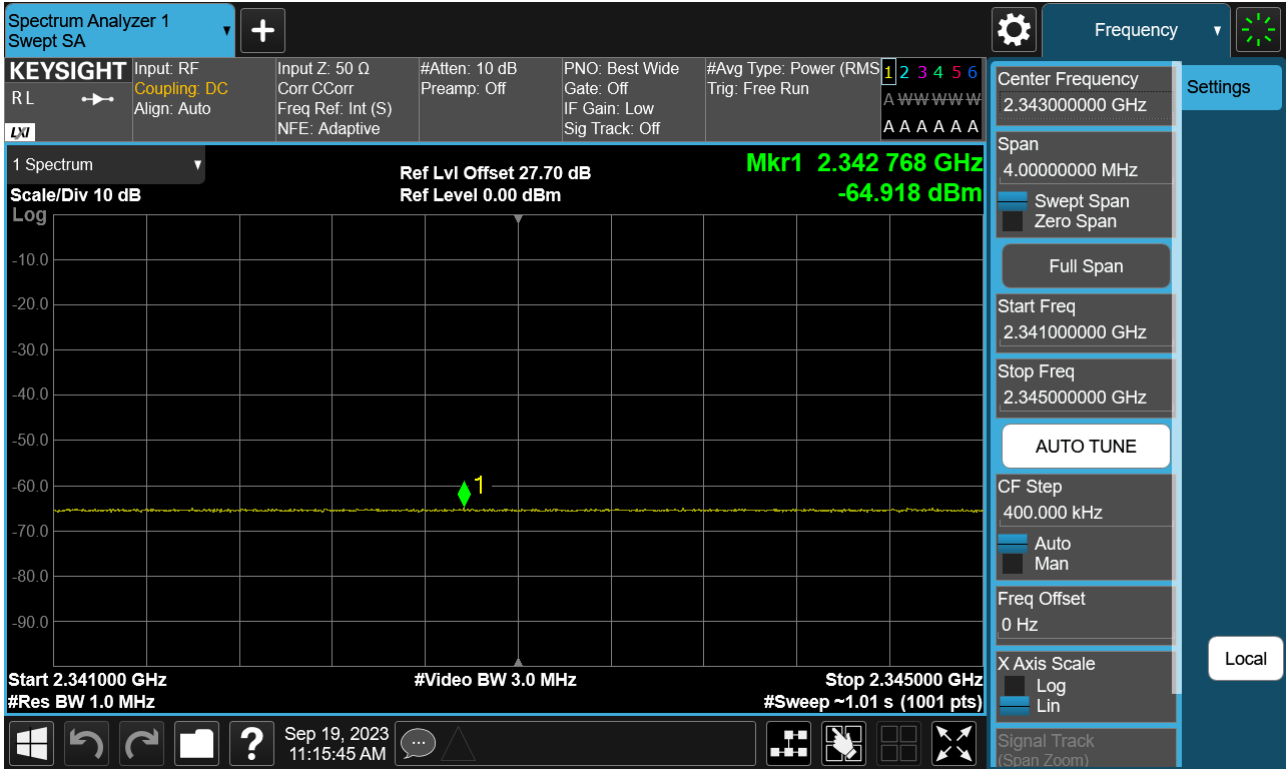 Spectrum Analyzer 1
Swept SA
Frequency
KEYSIGHT
R L
LXI
Input: RF
Coupling: DC
Align: Auto
Input Z: 50 Ω
Corr CCorr
Freq Ref: Int (S)
NFE: Adaptive
#Atten: 10 dB
Preamp: Off
PNO: Best Wide
Gate: Off
IF Gain: Low
Sig Track: Off
#Avg Type: Power (RMS
Trig: Free Run
1 2 3 4 5 6
A W W W W W
A A A A A A
1 Spectrum
Scale/Div 10 dB
Log
Ref Lvl Offset 27.70 dB
Ref Level 0.00 dBm
Mkr1 2.342 768 GHz
-64.918 dBm
-10.0
-20.0
-30.0
-40.0
-50.0
-60.0
-70.0
-80.0
-90.0
1
Start 2.341000 GHz
#Res BW 1.0 MHz
#Video BW 3.0 MHz
Stop 2.345000 GHz
#Sweep ~1.01 s (1001 pts)
Center Frequency
2.343000000 GHz
Span
4.00000000 MHz
Swept Span
Zero Span
Full Span
Start Freq
2.341000000 GHz
Stop Freq
2.345000000 GHz
AUTO TUNE
CF Step
400.000 kHz
Auto
Man
Freq Offset
0 Hz
X Axis Scale
Log
Lin
Signal Track
(Span Zoom)
Settings
Local
?
Sep 19, 2023
11:15:45 AM